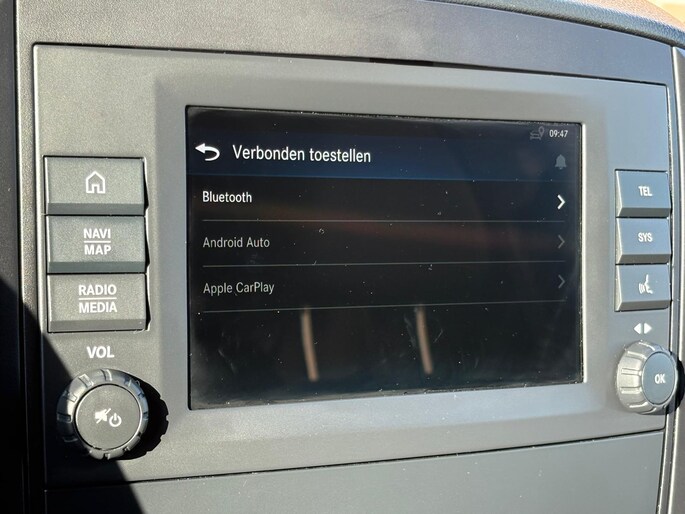 09:47
Verbonden toestellen
Bluetooth
Android Auto
Apple CarPlay
NAVI
MAP
RADIO
MEDIA
VOL
TEL
SYS
OK